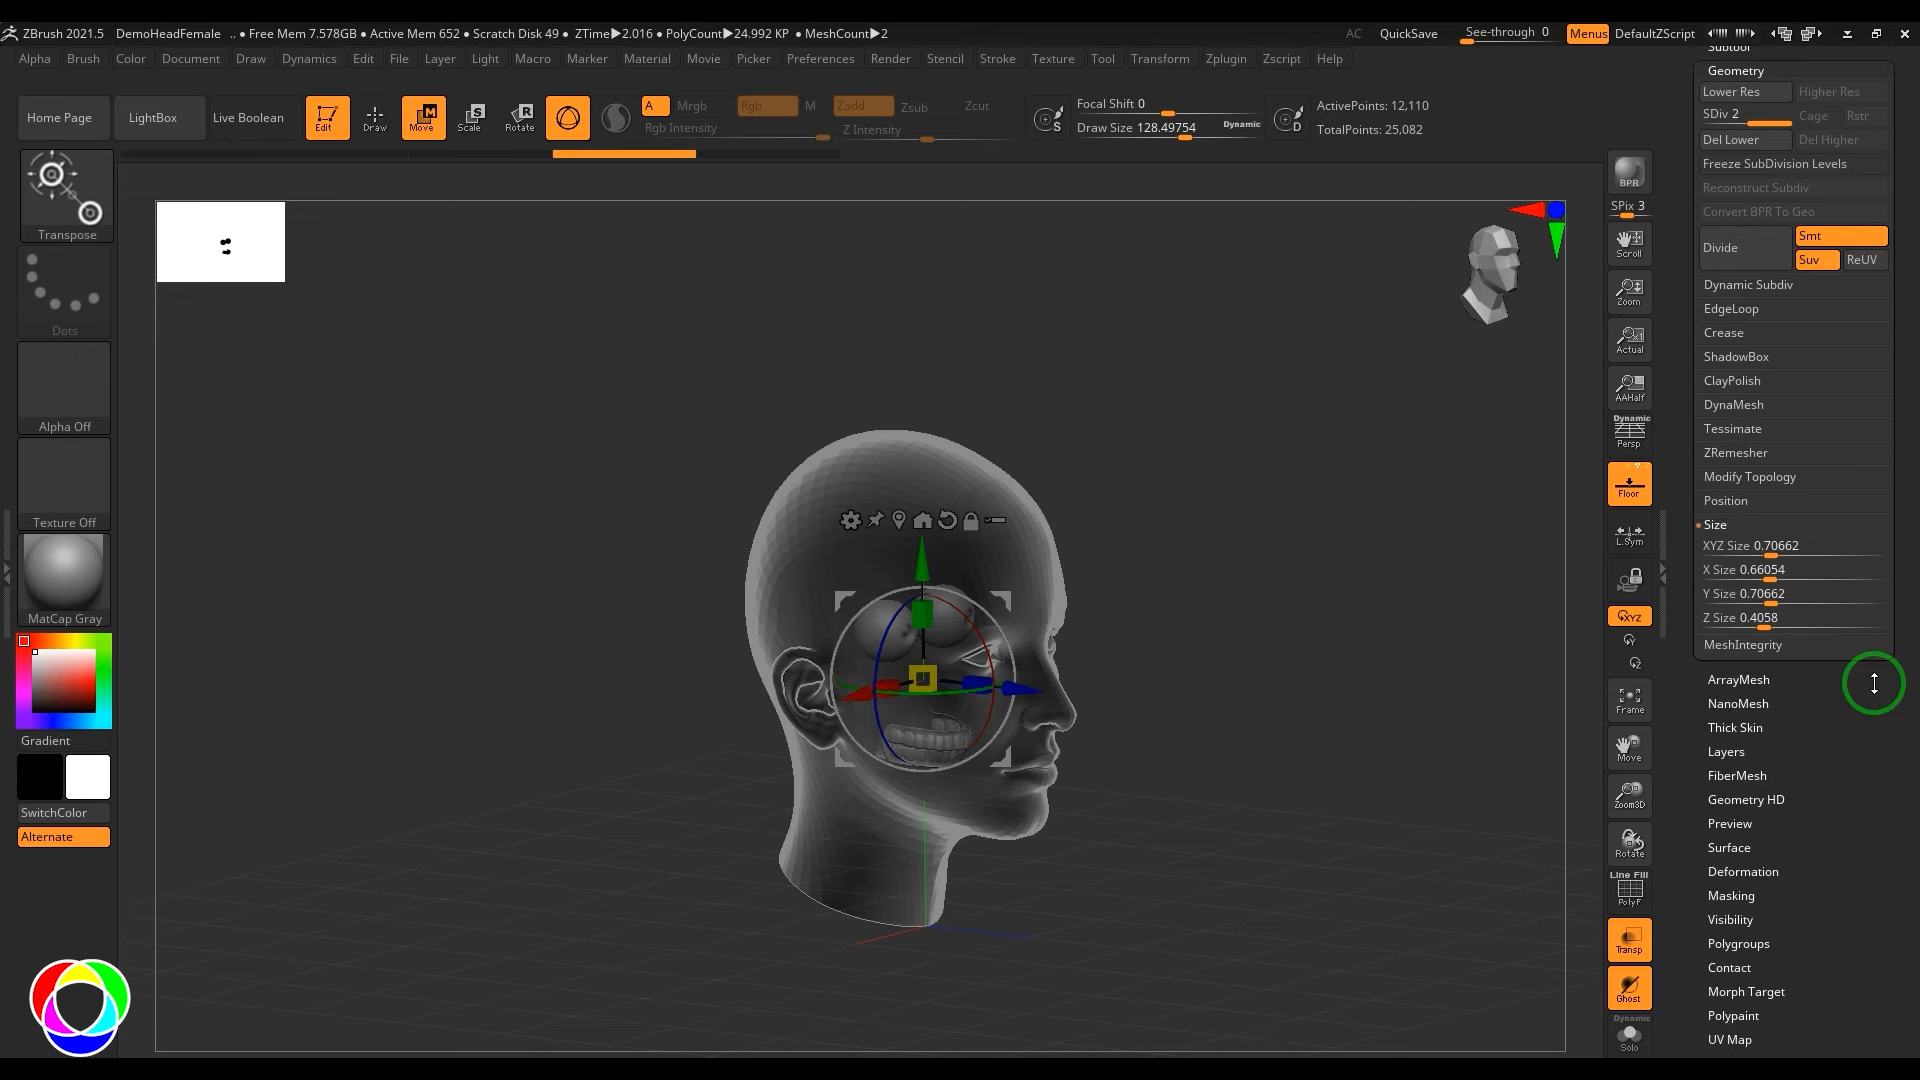 ZBrush 2021.5 DemoHeadFemale .. • Free Mem 7.578GB • Active Mem 652 • Scratch Disk 49 • ZTime▶2.016 • PolyCount▶24.992 KP • MeshCount▶2 AC QuickSave See-through 0 Menus DefaultZScript
Alpha Brush Color Document Draw Dynamics Edit File Layer Light Macro Marker Material Movie Picker Preferences Render Stencil Stroke Texture Tool Transform Zplugin Zscript Help
Home Page LightBox Live Boolean Edit Draw Move Scale Rotate
A Mrgb Rgb M Zadd Zsub Zcut
Rgb Intensity Z Intensity
S Focal Shift 0
Draw Size 128.49754 Dynamic
D ActivePoints: 12,110
TotalPoints: 25,082
Transpose
Dots
Alpha Off
Texture Off
MatCap Gray
Gradient
SwitchColor
Alternate
BPR
SPix 3
Scroll
Zoom
Actual
AAHalf
Dynamic
Persp
Floor
L.Sym
XYZ
Y
Z
Frame
Move
Zoom3D
Rotate
Line Fill
PolyF
Transp
Ghost
Dynamic
Solo
Subtool
Geometry
Lower Res Higher Res
SDiv 2 Cage Rstr
Del Lower Del Higher
Freeze SubDivision Levels
Reconstruct Subdiv
Convert BPR To Geo
Divide Smt
Suv ReUV
Dynamic Subdiv
EdgeLoop
Crease
ShadowBox
ClayPolish
DynaMesh
Tessimate
ZRemesher
Modify Topology
Position
Size
XYZ Size 0.70662
X Size 0.66054
Y Size 0.70662
Z Size 0.4058
MeshIntegrity
ArrayMesh
NanoMesh
Thick Skin
Layers
FiberMesh
Geometry HD
Preview
Surface
Deformation
Masking
Visibility
Polygroups
Contact
Morph Target
Polypaint
UV Map